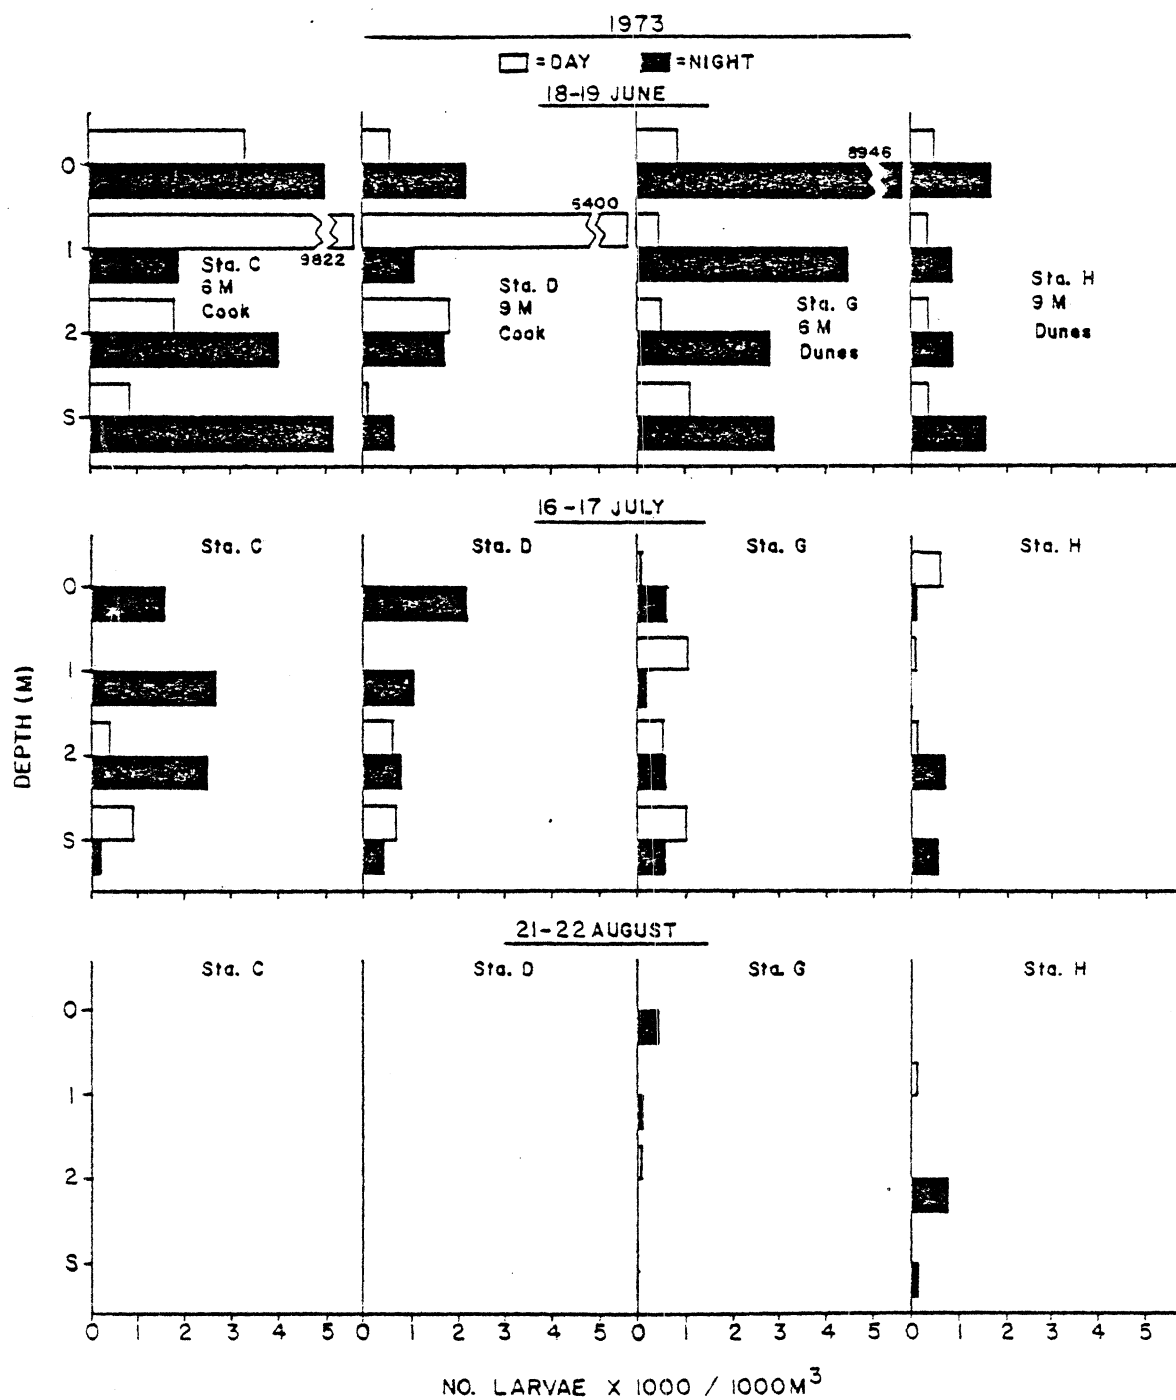 1973
=DAY =NIGHT
18-19 JUNE
0
1
2
S
8946
5400
9822
Sta. C
6 M
Cook
Sta. D
9 M
Cook
Sta. G
6 M
Dunes
Sta. H
9 M
Dunes
16-17 JULY
Sta. C Sta. D Sta. G Sta. H
0
1
2
S
DEPTH (M)
21-22 AUGUST
Sta. C Sta. D Sta. G Sta. H
0
1
2
S
0 1 2 3 4 5 0 1 2 3 4 5 0 1 2 3 4 5 0 1 2 3 4 5
NO. LARVAE X 1000 / 1000M³